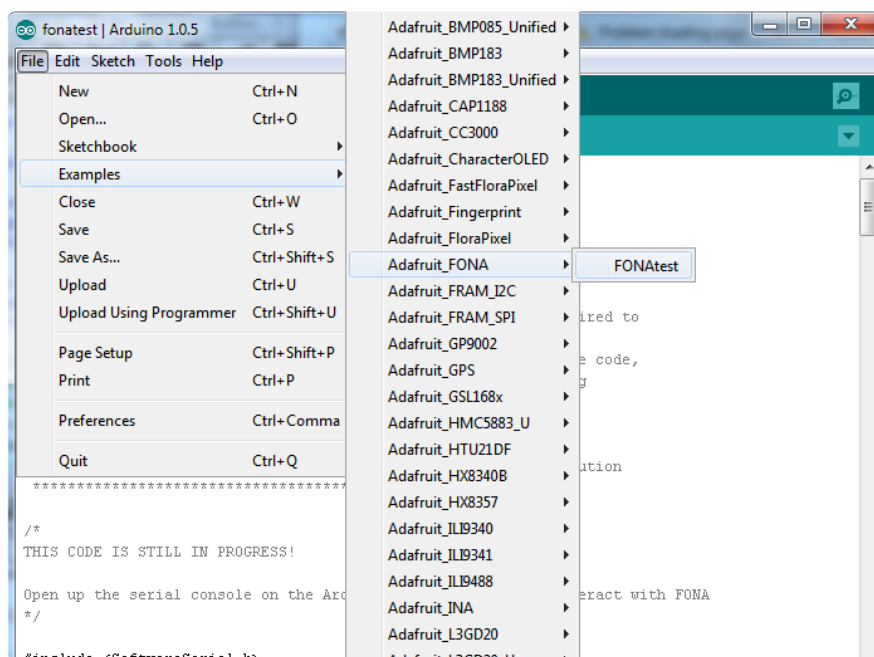 fonatest | Arduino 1.0.5
File Edit Sketch Tools Help
New Ctrl+N
Open... Ctrl+O
Sketchbook
Examples
Close Ctrl+W
Save Ctrl+S
Save As... Ctrl+Shift+S
Upload Ctrl+U
Upload Using Programmer Ctrl+Shift+U
Page Setup Ctrl+Shift+P
Print Ctrl+P
Preferences Ctrl+Comma
Quit Ctrl+Q
Adafruit_BMP085_Unified
Adafruit_BMP183
Adafruit_BMP183_Unified
Adafruit_CAP1188
Adafruit_CC3000
Adafruit_CharacterOLED
Adafruit_FastFloraPixel
Adafruit_Fingerprint
Adafruit_FloraPixel
Adafruit_FONA
Adafruit_FRAM_I2C
Adafruit_FRAM_SPI
Adafruit_GP9002
Adafruit_GPS
Adafruit_GSL168x
Adafruit_HMC5883_U
Adafruit_HTU21DF
Adafruit_HX8340B
Adafruit_HX8357
Adafruit_ILI9340
Adafruit_ILI9341
Adafruit_ILI9488
Adafruit_INA
Adafruit_L3GD20
FONAtest
ired to
e code,
g
ution
************************************
/*
THIS CODE IS STILL IN PROGRESS!
Open up the serial console on the Ard
eract with FONA
*/
#include <SoftwareSerial.h>